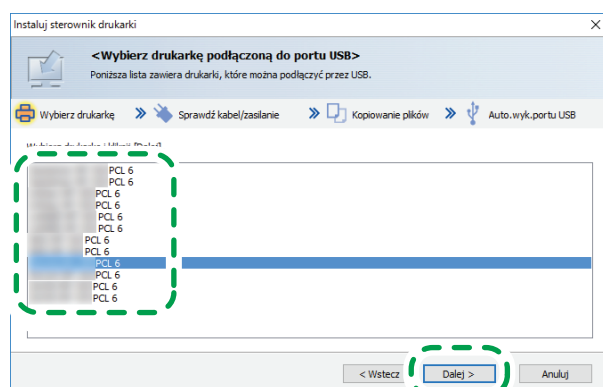 Instaluj sterownik drukarki
<Wybierz drukarkę podłączoną do portu USB>
Poniższa lista zawiera drukarki, które można podłączyć przez USB.
Wybierz drukarkę
Sprawdź kabel/zasilanie
Kopiowanie plików
Auto.wyk.portu USB
PCL 6
PCL 6
PCL 6
PCL 6
PCL 6
PCL 6
PCL 6
PCL 6
PCL 6
PCL 6
PCL 6
PCL 6
< Wstecz
Dalej >
Anuluj